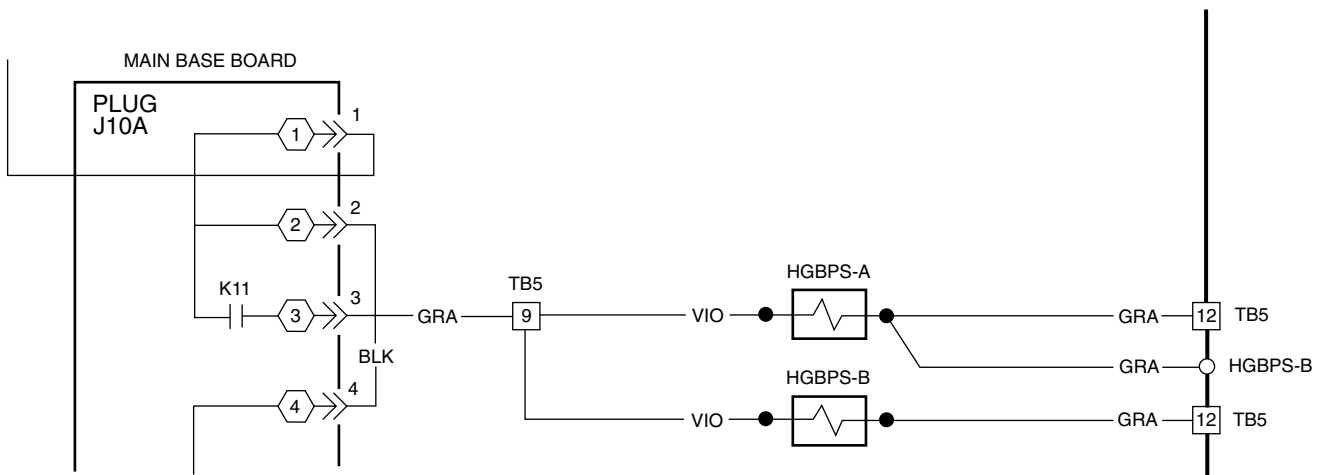 MAIN BASE BOARD
PLUG
J10A
1
1
2
2
K11
3
3
GRA
TB5
9
VIO
HGBPS-A
GRA
12
TB5
BLK
GRA
HGBPS-B
HGBPS-B
4
4
VIO
GRA
12
TB5